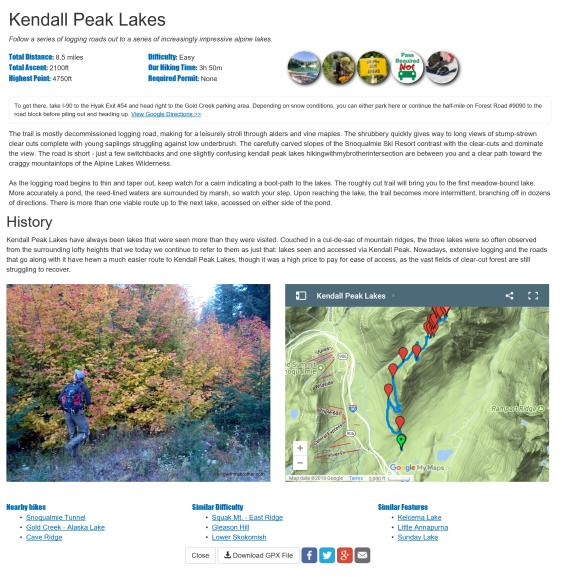 Kendall Peak Lakes
Follow a series of logging roads out to a series of increasingly impressive alpine lakes.
Total Distance: 8.5 miles
Total Ascent: 2100ft
Highest Point: 4750ft
Difficulty: Easy
Our Hiking Time: 3h 50m
Required Permit: None
Pass Required Not
To get there, take I-90 to the Hyak Exit #54 and head right to the Gold Creek parking area. Depending on snow conditions, you can either park here or continue the half-mile on Forest Road #9090 to
the road block before piling out and heading up. View Google Directions >>
The trail is mostly decommissioned logging road, making for a leisurely stroll through alders and vine maples. The shrubbery quickly gives way to long views of stump-strewn
clear cuts complete with young saplings struggling against low underbrush. The carefully carved slopes of the Snoqualmie Ski Resort contrast with the clear-cuts and dominate
the view. The road is short - just a few switchbacks and one slightly confusing kendall peak lakes hikingwithmybrotherintersection are between you and a clear path toward the
craggy mountaintops of the Alpine Lakes Wilderness.
As the logging road begins to thin and taper out, keep watch for a cairn indicating a boot-path to the lakes. The roughly cut trail will bring you to the first meadow-bound lake.
More accurately a pond, the reed-lined waters are surrounded by marsh, so watch your step. Upon reaching the lake, the trail becomes more intermittent, branching off in dozens
of directions. There is more than one viable route up to the next lake, accessed on either side of the pond.
History
Kendall Peak Lakes have always been lakes that were seen more than they were visited. Couched in a cul-de-sac of mountain ridges, the three lakes were so often observed
from the surrounding lofty heights that we today we continue to refer to them as just that: lakes seen and accessed via Kendall Peak. Nowadays, extensive logging and the roads
that go along with it have hewn a much easier route to Kendall Peak Lakes, though it was a high price to pay for ease of access, as the vast fields of clear-cut forest are still
struggling to recover.
hikingwithmybrother.com
Kendall Peak Lakes
906
Rampart Ridge
906
Google My Maps
Map data ©2018 Google Terms 1,000 ft
Nearby hikes
Snoqualmie Tunnel
Gold Creek - Alaska Lake
Cave Ridge
Similar Difficulty
Squak Mt. - East Ridge
Gleason Hill
Lower Skokomish
Similar Features
Kelcema Lake
Little Annapurna
Sunday Lake
Close
Download GPX File